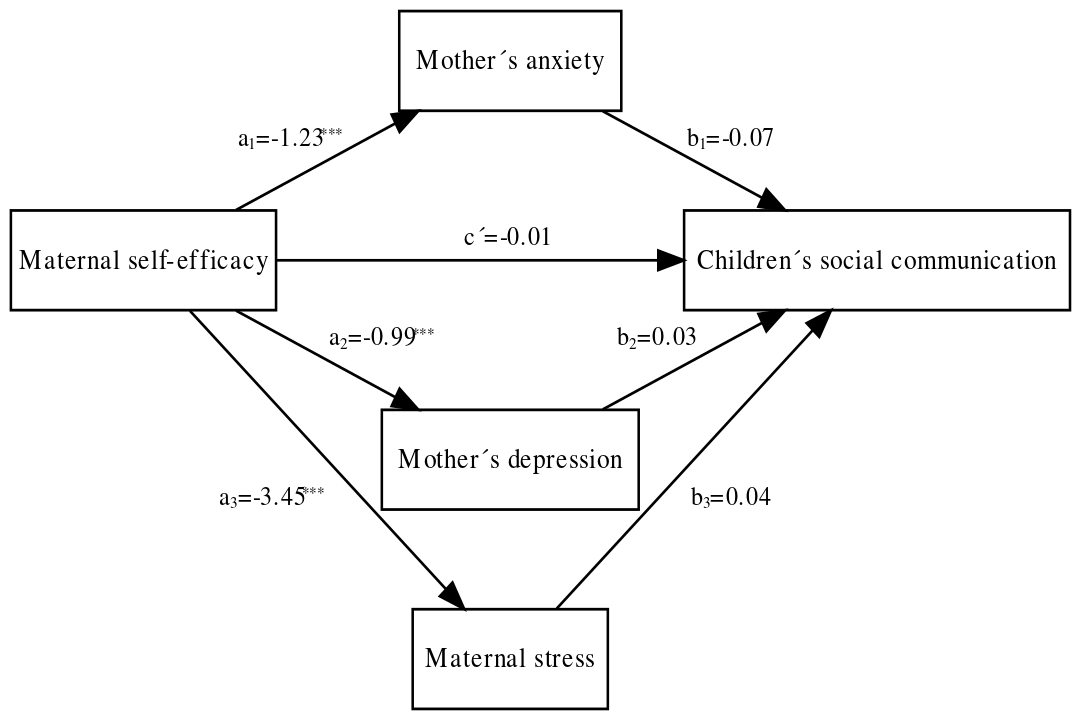 Mother´s anxiety
a₁=-1.23***
b₁=-0.07
Maternal self-efficacy
c´=-0.01
Children´s social communication
a₂=-0.99***
b₂=0.03
Mother´s depression
a₃=-3.45***
b₃=0.04
Maternal stress